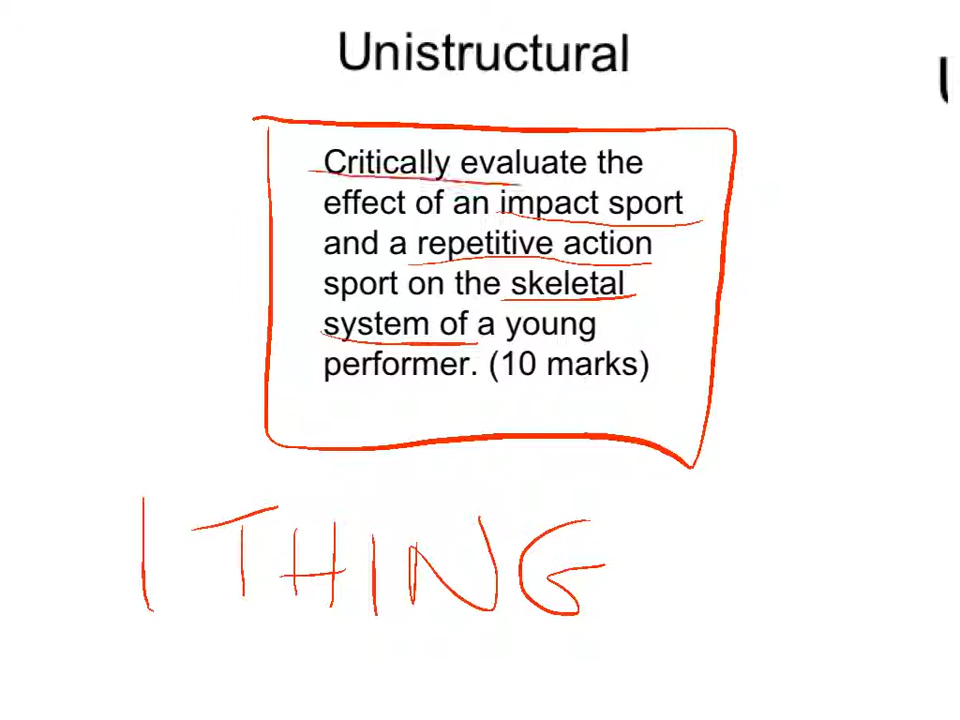 Unistructural
Critically evaluate the
effect of an impact sport
and a repetitive action
sport on the skeletal
system of a young
performer. (10 marks)
1 THING